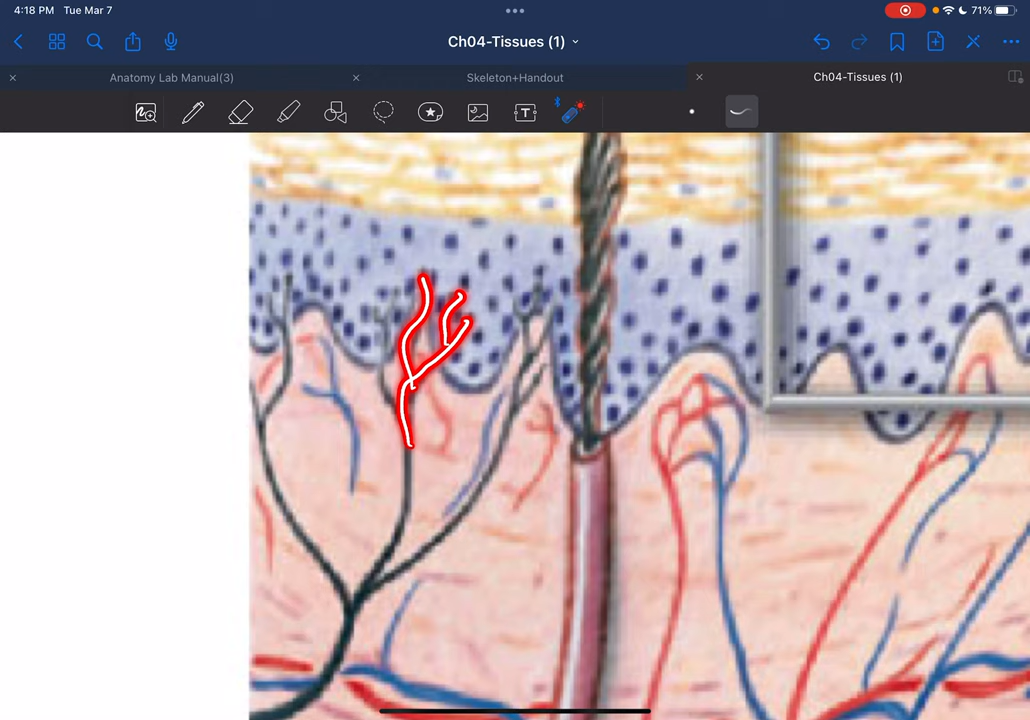 4:18 PM Tue Mar 7
71%
Ch04-Tissues (1)
Anatomy Lab Manual(3)
Skeleton+Handout
Ch04-Tissues (1)
T